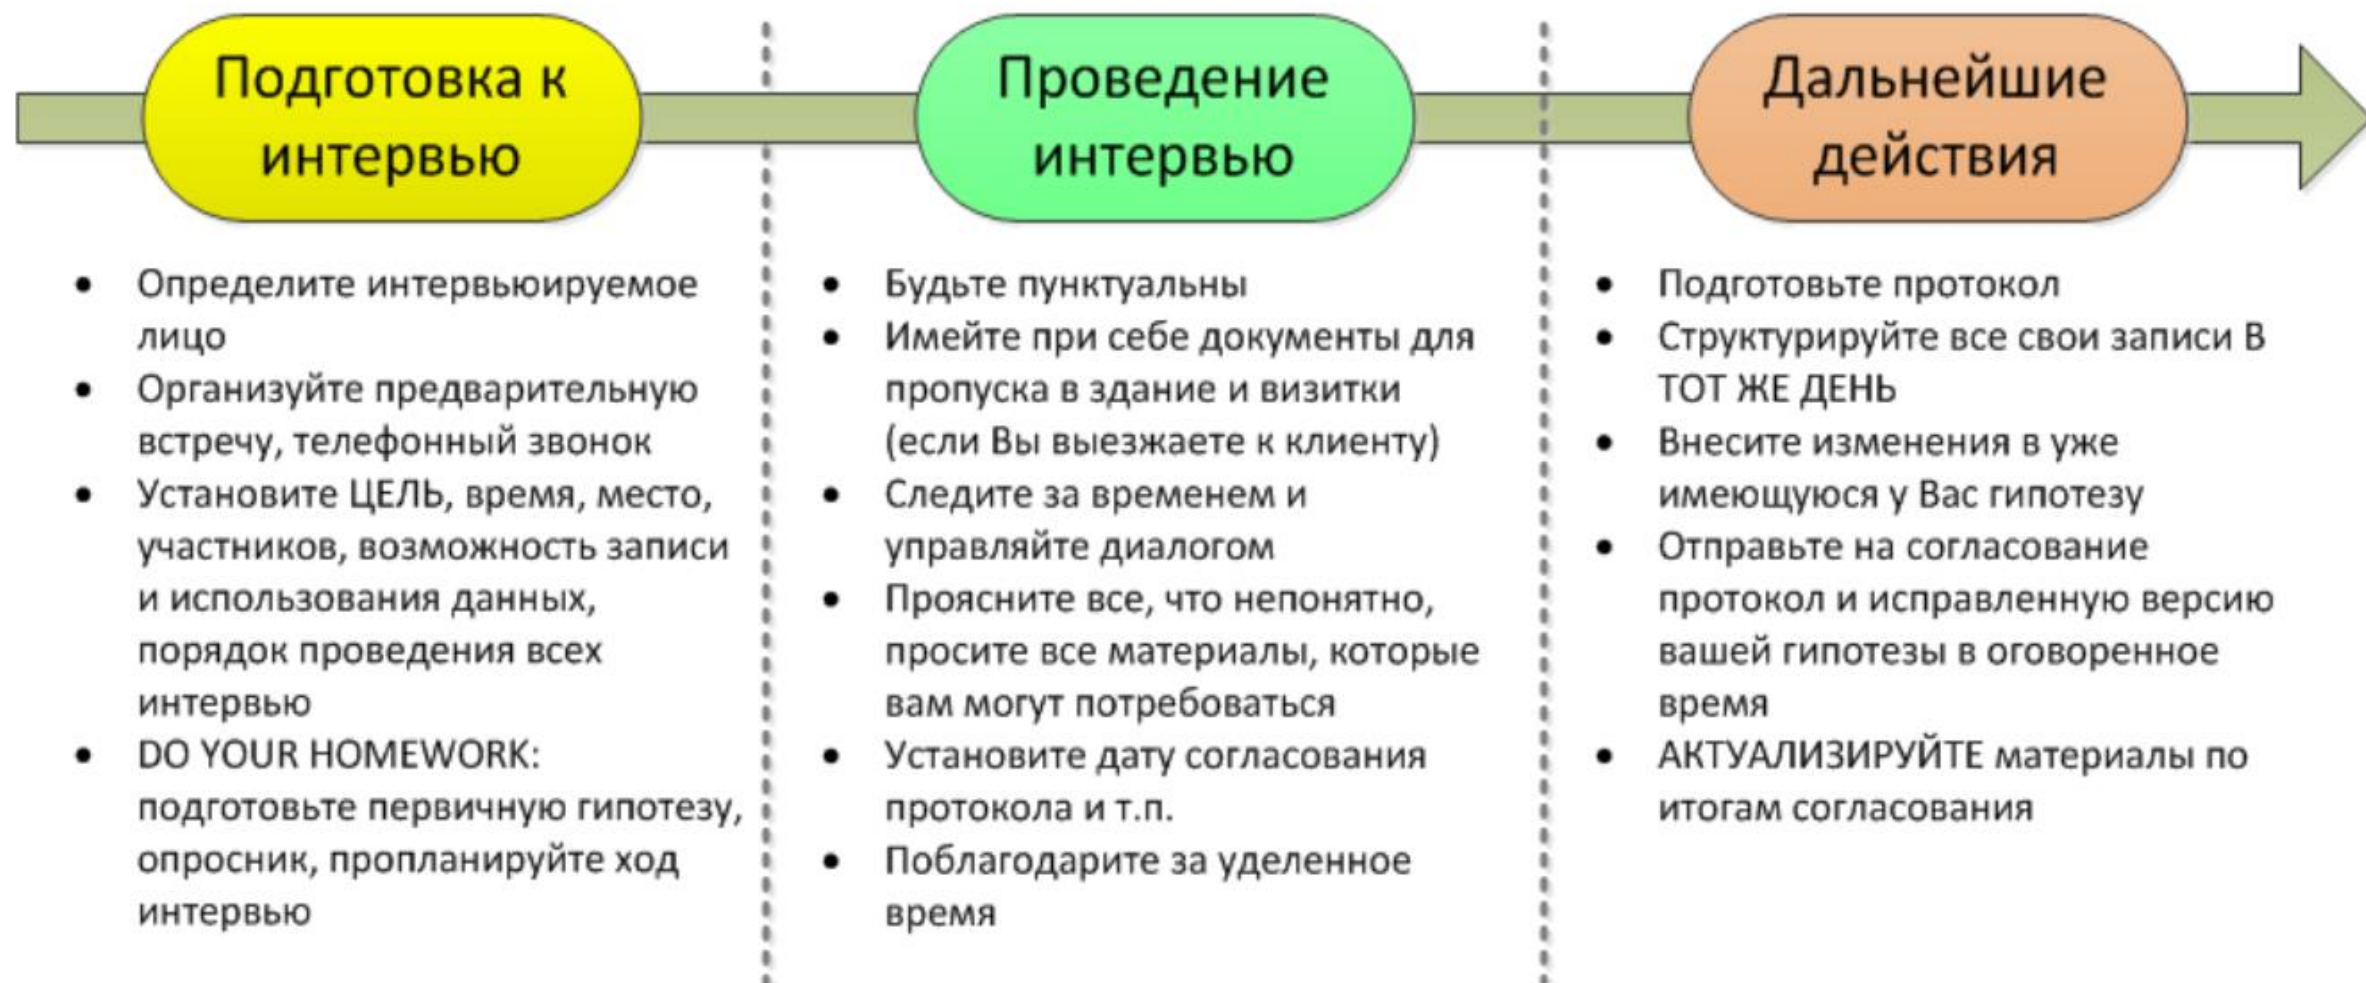 Подготовка к
интервью
• Определите интервьюируемое
лицо
• Организуйте предварительную
встречу, телефонный звонок
• Установите ЦЕЛЬ, время, место,
участников, возможность записи
и использования данных,
порядок проведения всех
интервью
• DO YOUR HOMEWORK:
подготовьте первичную гипотезу,
опросник, пропланируйте ход
интервью
Проведение
интервью
• Будьте пунктуальны
• Имейте при себе документы для
пропуска в здание и визитки
(если Вы выезжаете к клиенту)
• Следите за временем и
управляйте диалогом
• Проясните все, что непонятно,
просите все материалы, которые
вам могут потребоваться
• Установите дату согласования
протокола и т.п.
• Поблагодарите за уделенное
время
Дальнейшие
действия
• Подготовьте протокол
• Структурируйте все свои записи В
ТОТ ЖЕ ДЕНЬ
• Внесите изменения в уже
имеющуюся у Вас гипотезу
• Отправьте на согласование
протокол и исправленную версию
вашей гипотезы в оговоренное
время
• АКТУАЛИЗИРУЙТЕ материалы по
итогам согласования